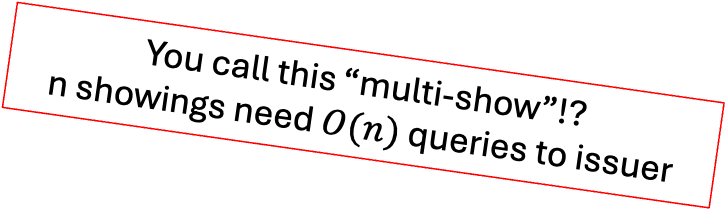 You call this “multi-show”!?
n showings need O(n) queries to issuer